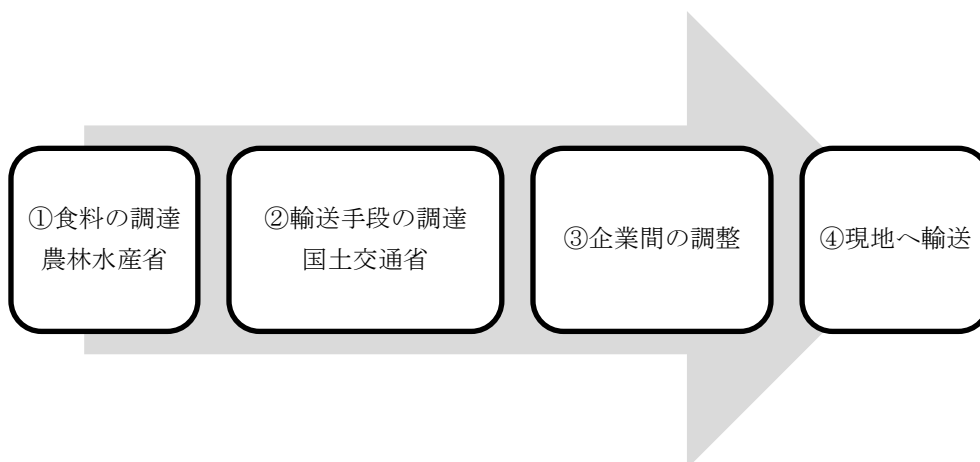 ①食料の調達
農林水産省
②輸送手段の調達
国土交通省
③企業間の調整
④現地へ輸送